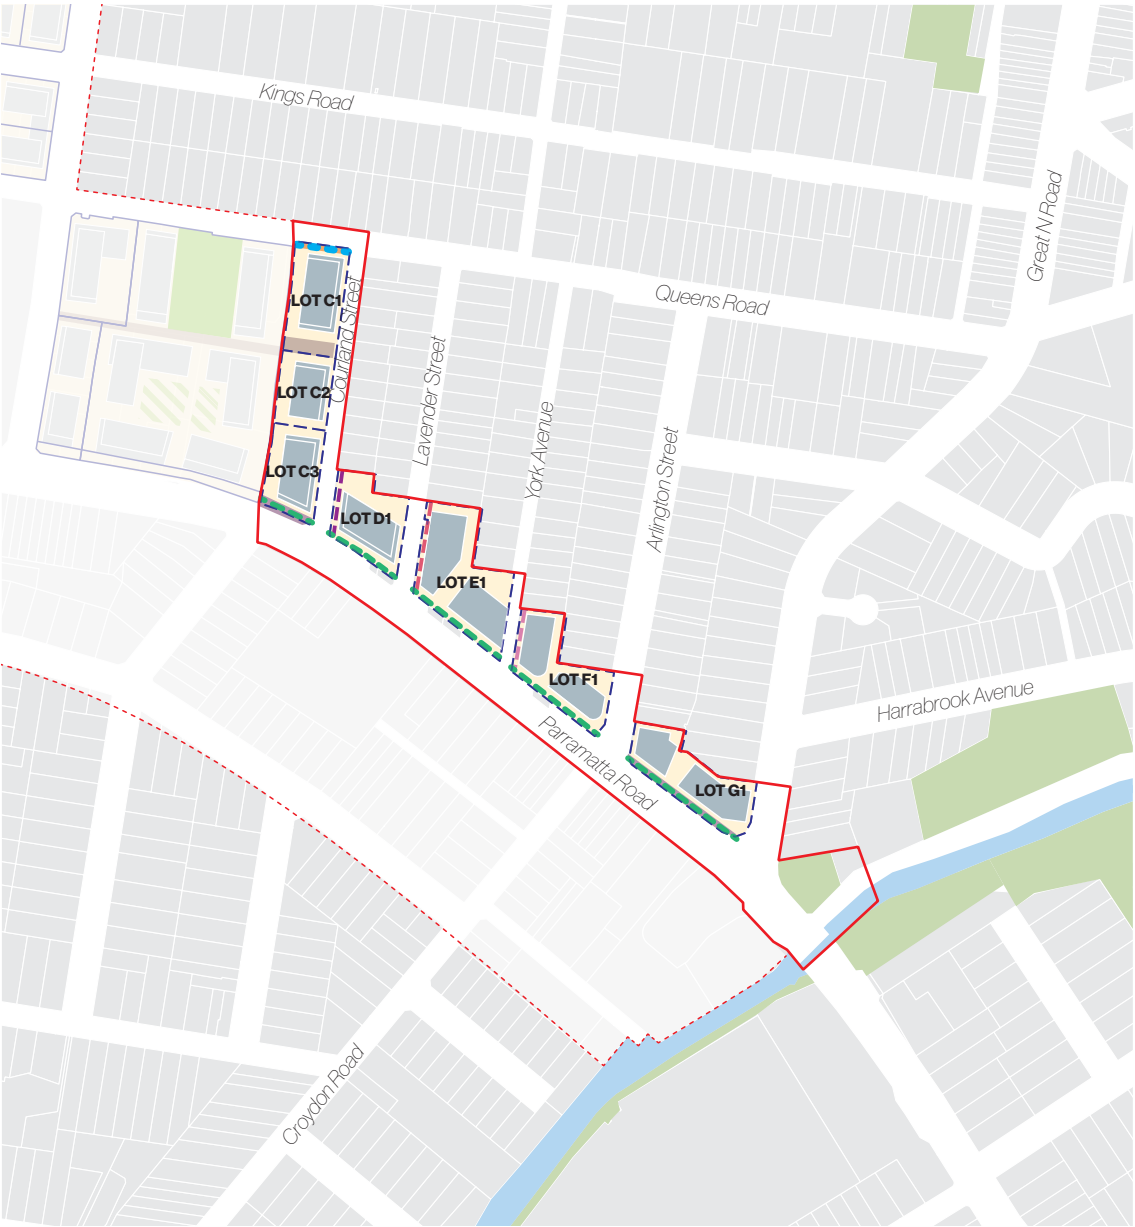 Kings Road
Great N Road
Queens Road
LOT C1
Courland Street
Lavender Street
LOT C2
York Avenue
Arlington Street
LOT C3
LOT D1
LOT E1
LOT F1
Harrabrook Avenue
Parramatta Road
LOT G1
Croydon Road